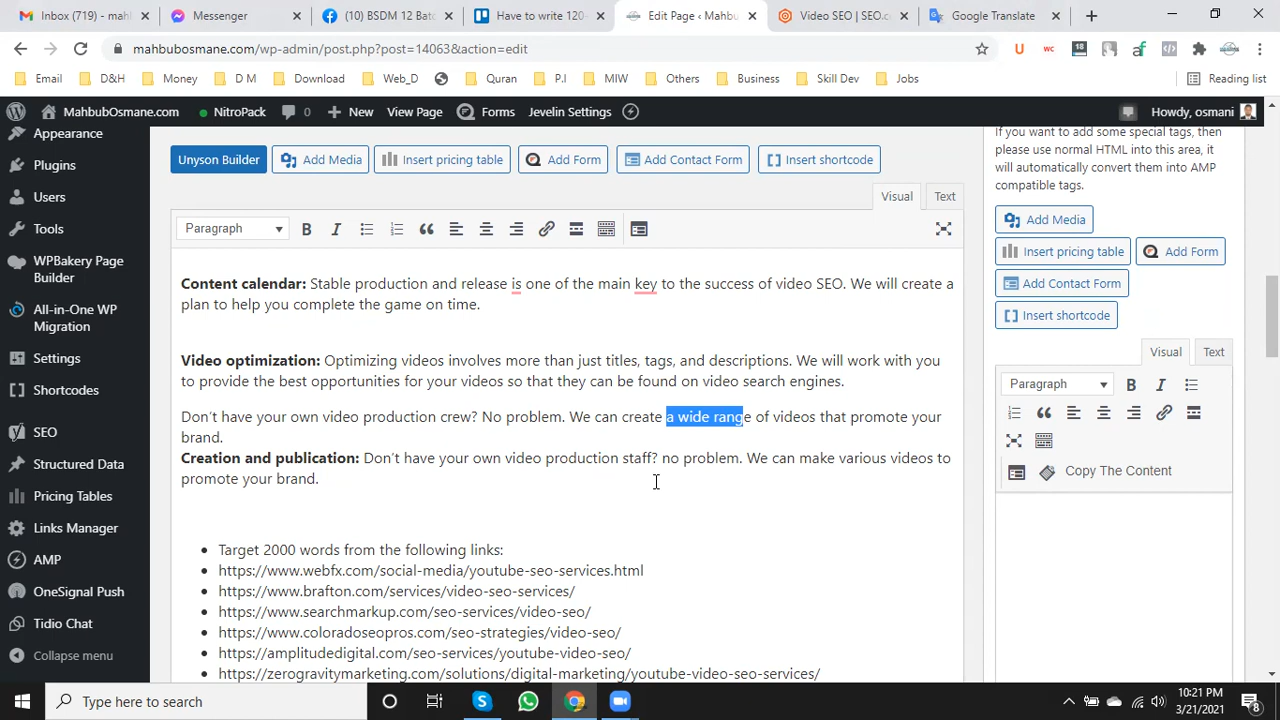 Inbox (719) - mah
Messenger
(10) BSDM 12 Bat
Have to write 120-
Edit Page ‹ Mahbu
Video SEO | SEO.c
Google Translate
mahbubosmane.com/wp-admin/post.php?post=14063&action=edit
Email
D&H
Money
D M
Download
Web_D
Quran
P.I
MIW
Others
Business
Skill Dev
Jobs
Reading list
MahbubOsmane.com
NitroPack
0
New
View Page
Forms
Jevelin Settings
Howdy, osmani
Appearance
Plugins
Users
Tools
WPBakery Page
Builder
All-in-One WP
Migration
Settings
Shortcodes
SEO
Structured Data
Pricing Tables
Links Manager
AMP
OneSignal Push
Tidio Chat
Collapse menu
Unyson Builder
Add Media
Insert pricing table
Add Form
Add Contact Form
Insert shortcode
Visual
Text
Paragraph
Content calendar: Stable production and release is one of the main key to the success of video SEO. We will create a
plan to help you complete the game on time.
Video optimization: Optimizing videos involves more than just titles, tags, and descriptions. We will work with you
to provide the best opportunities for your videos so that they can be found on video search engines.
Don't have your own video production crew? No problem. We can create a wide range of videos that promote your
brand.
Creation and publication: Don't have your own video production staff? no problem. We can make various videos to
promote your brand.
Target 2000 words from the following links:
https://www.webfx.com/social-media/youtube-seo-services.html
https://www.brafton.com/services/video-seo-services/
https://www.searchmarkup.com/seo-services/video-seo/
https://www.coloradoseopros.com/seo-strategies/video-seo/
https://amplitudedigital.com/seo-services/youtube-video-seo/
https://zerogravitymarketing.com/solutions/digital-marketing/youtube-video-seo-services/
If you want to add some special tags, then
please use normal HTML into this area, it
will automatically convert them into AMP
compatible tags.
Add Media
Insert pricing table
Add Form
Add Contact Form
Insert shortcode
Visual
Text
Paragraph
Copy The Content
Type here to search
10:21 PM
3/21/2021
8